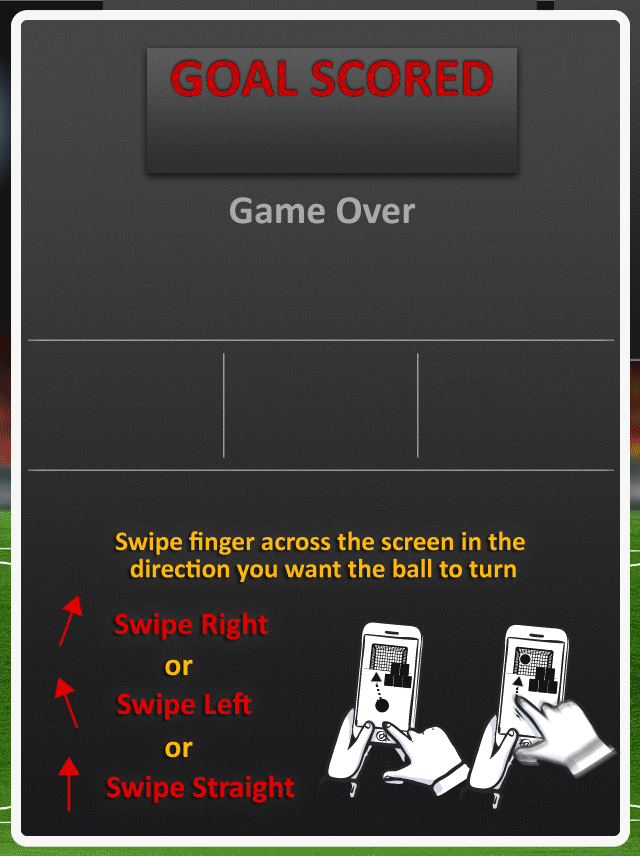 GOAL SCORED
Game Over
Swipe finger across the screen in the
direction you want the ball to turn
Swipe Right
or
Swipe Left
or
Swipe Straight